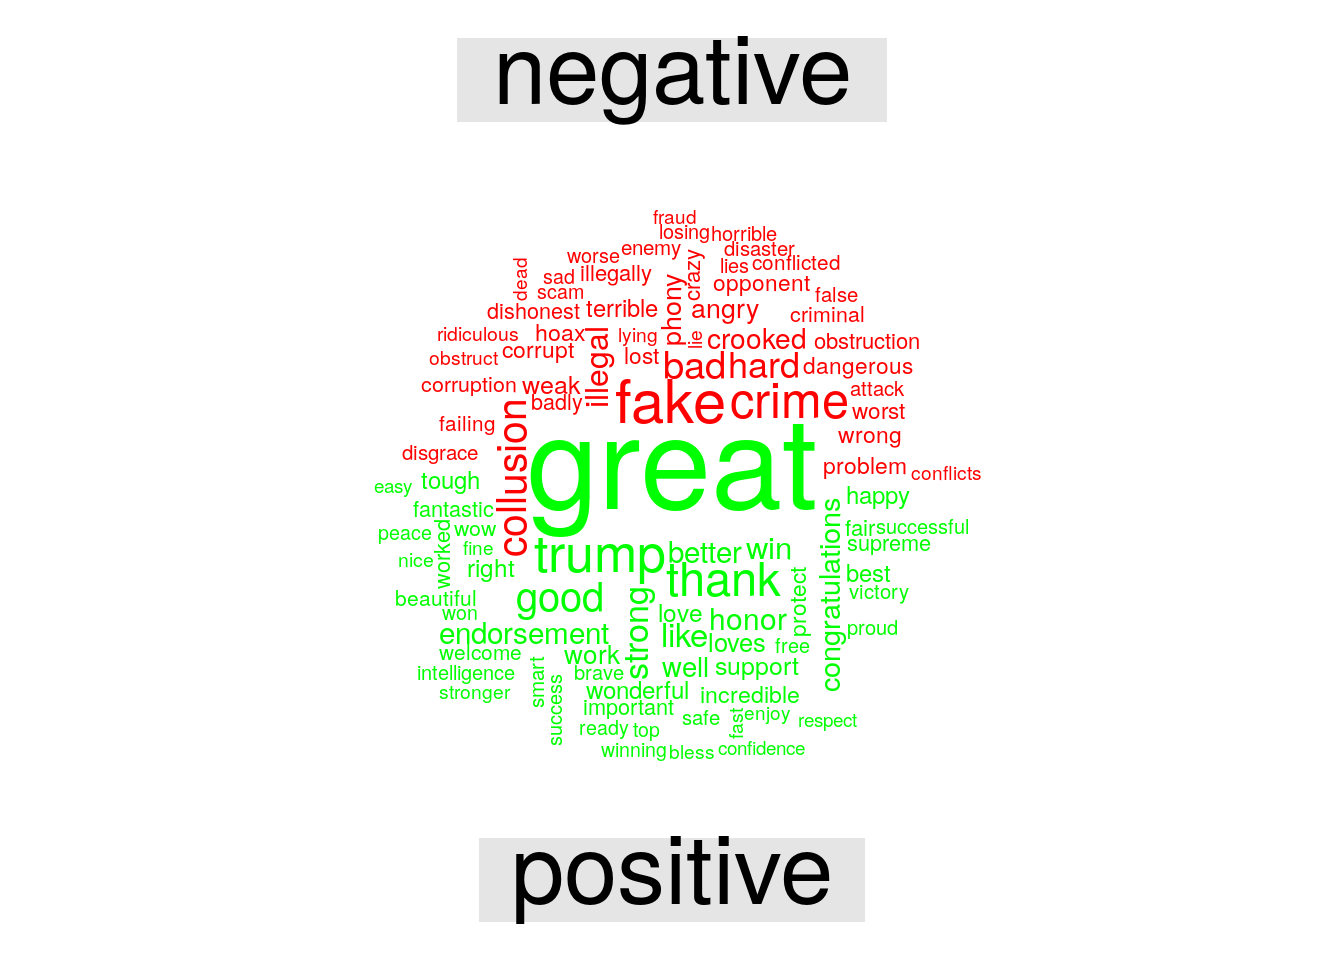 negative
fraud
losing horrible
enemy disaster
worse crazy lies conflicted
dead sad illegally opponent
scam phony false
dishonest terrible angry criminal
ridiculous hoax lying lie crooked obstruction
obstruct corrupt illegal lost bad hard dangerous
corruption weak fake crime attack
badly worst
failing collusion wrong
disgrace great problem conflicts
easy tough happy
fantastic congratulations
peace worked wow fair successful
nice fine trump better win supreme
right thank protect best
beautiful good victory
won strong love honor
endorsement like loves free proud
welcome work well support
intelligence smart brave
stronger success wonderful incredible
important safe fast enjoy respect
ready top
winning bless confidence
positive